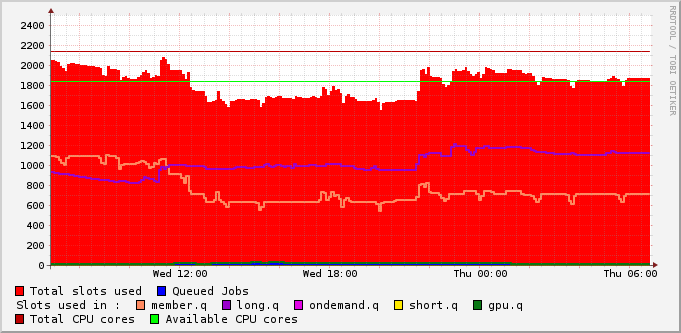 2400
2200
2000
1800
1600
1400
1200
1000
800
600
400
200
0
Wed 12:00 Wed 18:00 Thu 00:00 Thu 06:00
RRDTOOL / TOBI OETIKER
Total slots used Queued Jobs
Slots used in : member.q long.q ondemand.q short.q gpu.q
Total CPU cores Available CPU cores